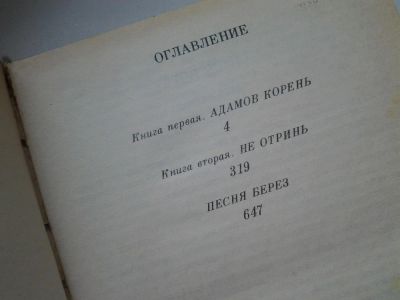 ОГЛАВЛЕНИЕ
Книга первая. АДАМОВ КОРЕНЬ
4
Книга вторая. НЕ ОТРИНЬ
319
ПЕСНЯ БЕРЕЗ
647